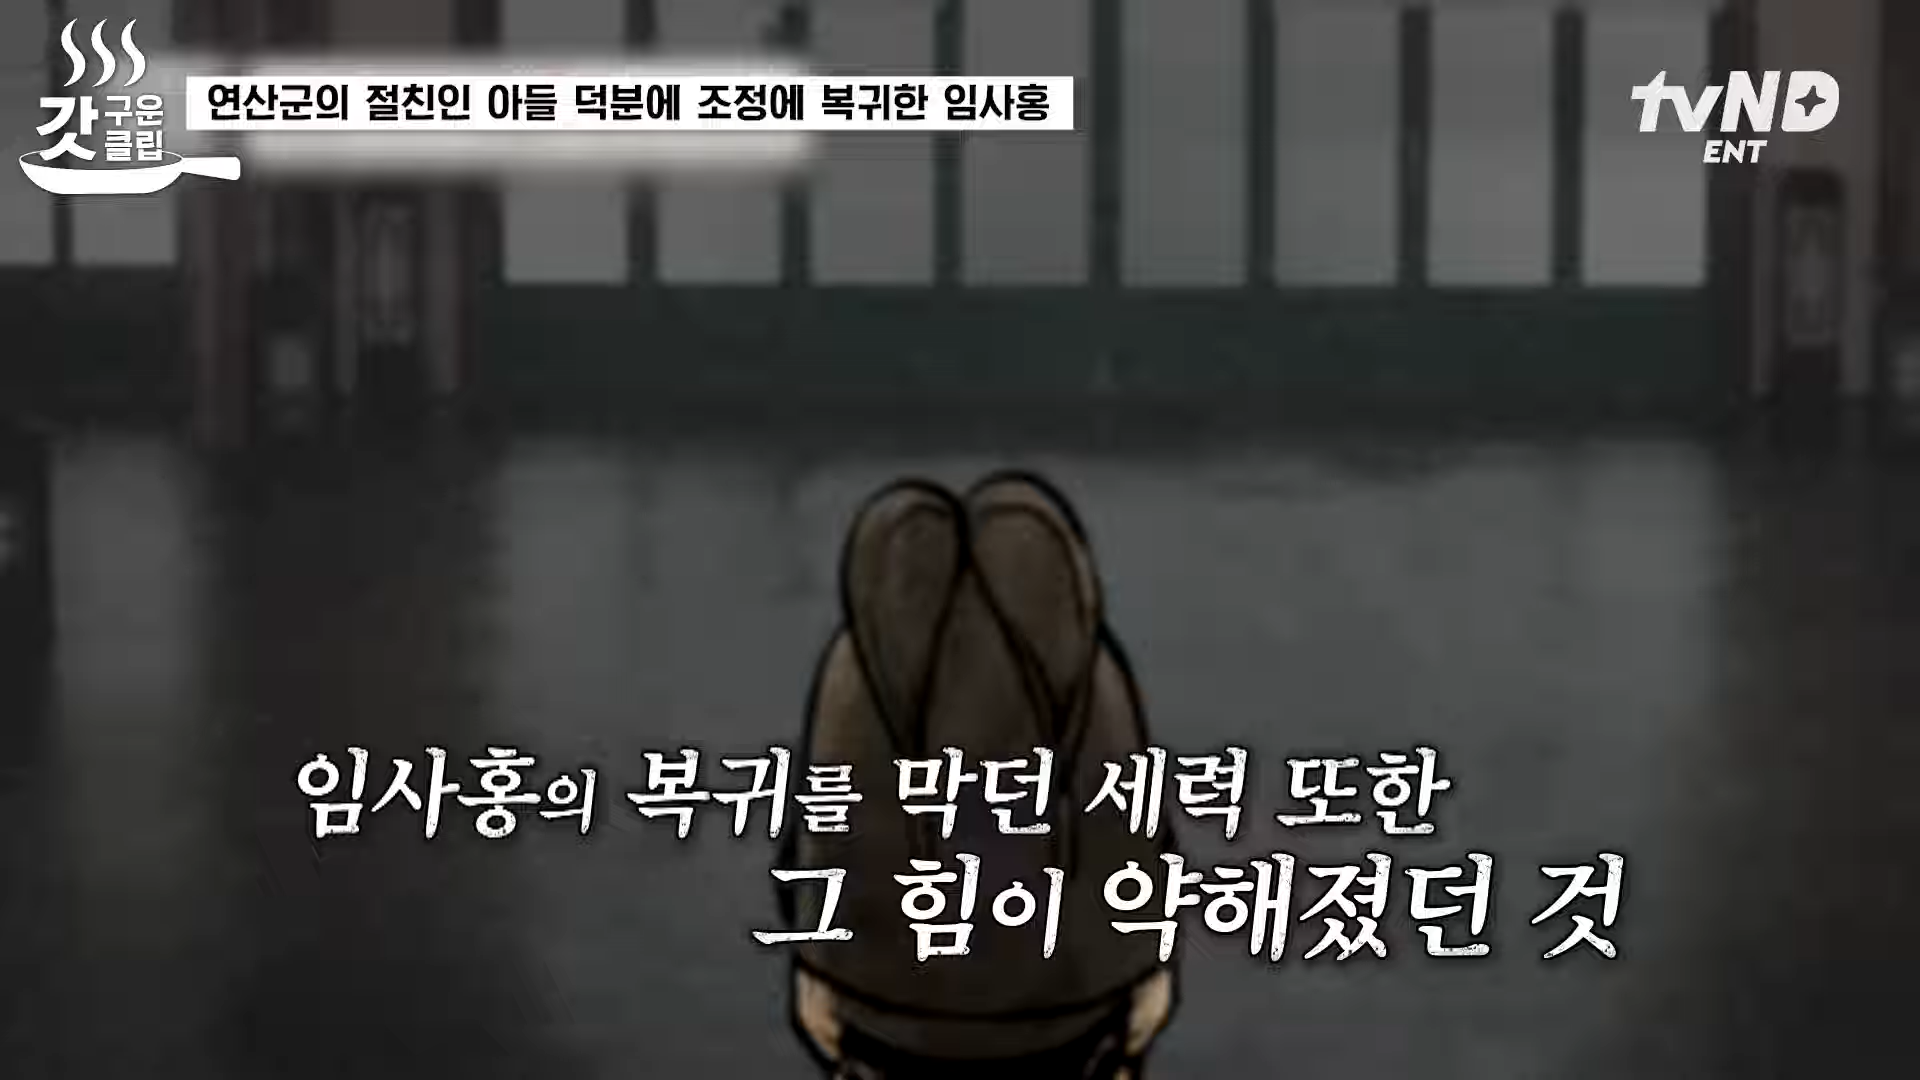 갓 구운 클립
연산군의 절친인 아들 덕분에 조정에 복귀한 임사홍
tvND
ENT
임사홍의 복귀를 막던 세력 또한
그 힘이 약해졌던 것